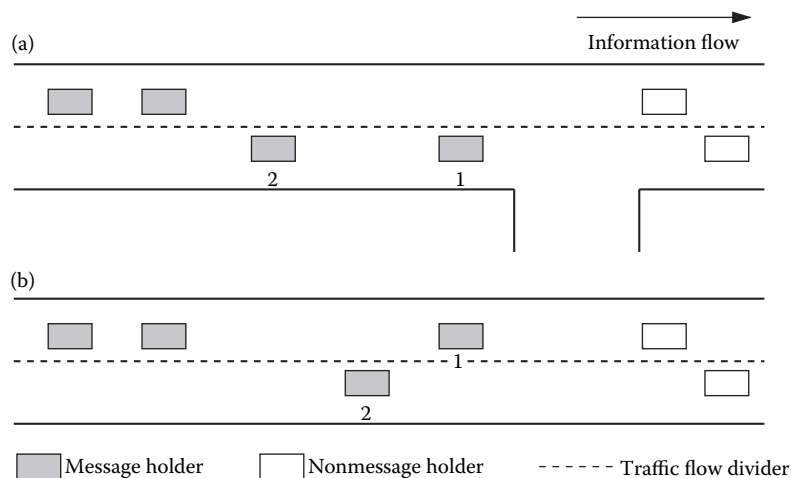 (a)
Information flow
2 1
(b)
1
2
Message holder Nonmessage holder Traffic flow divider